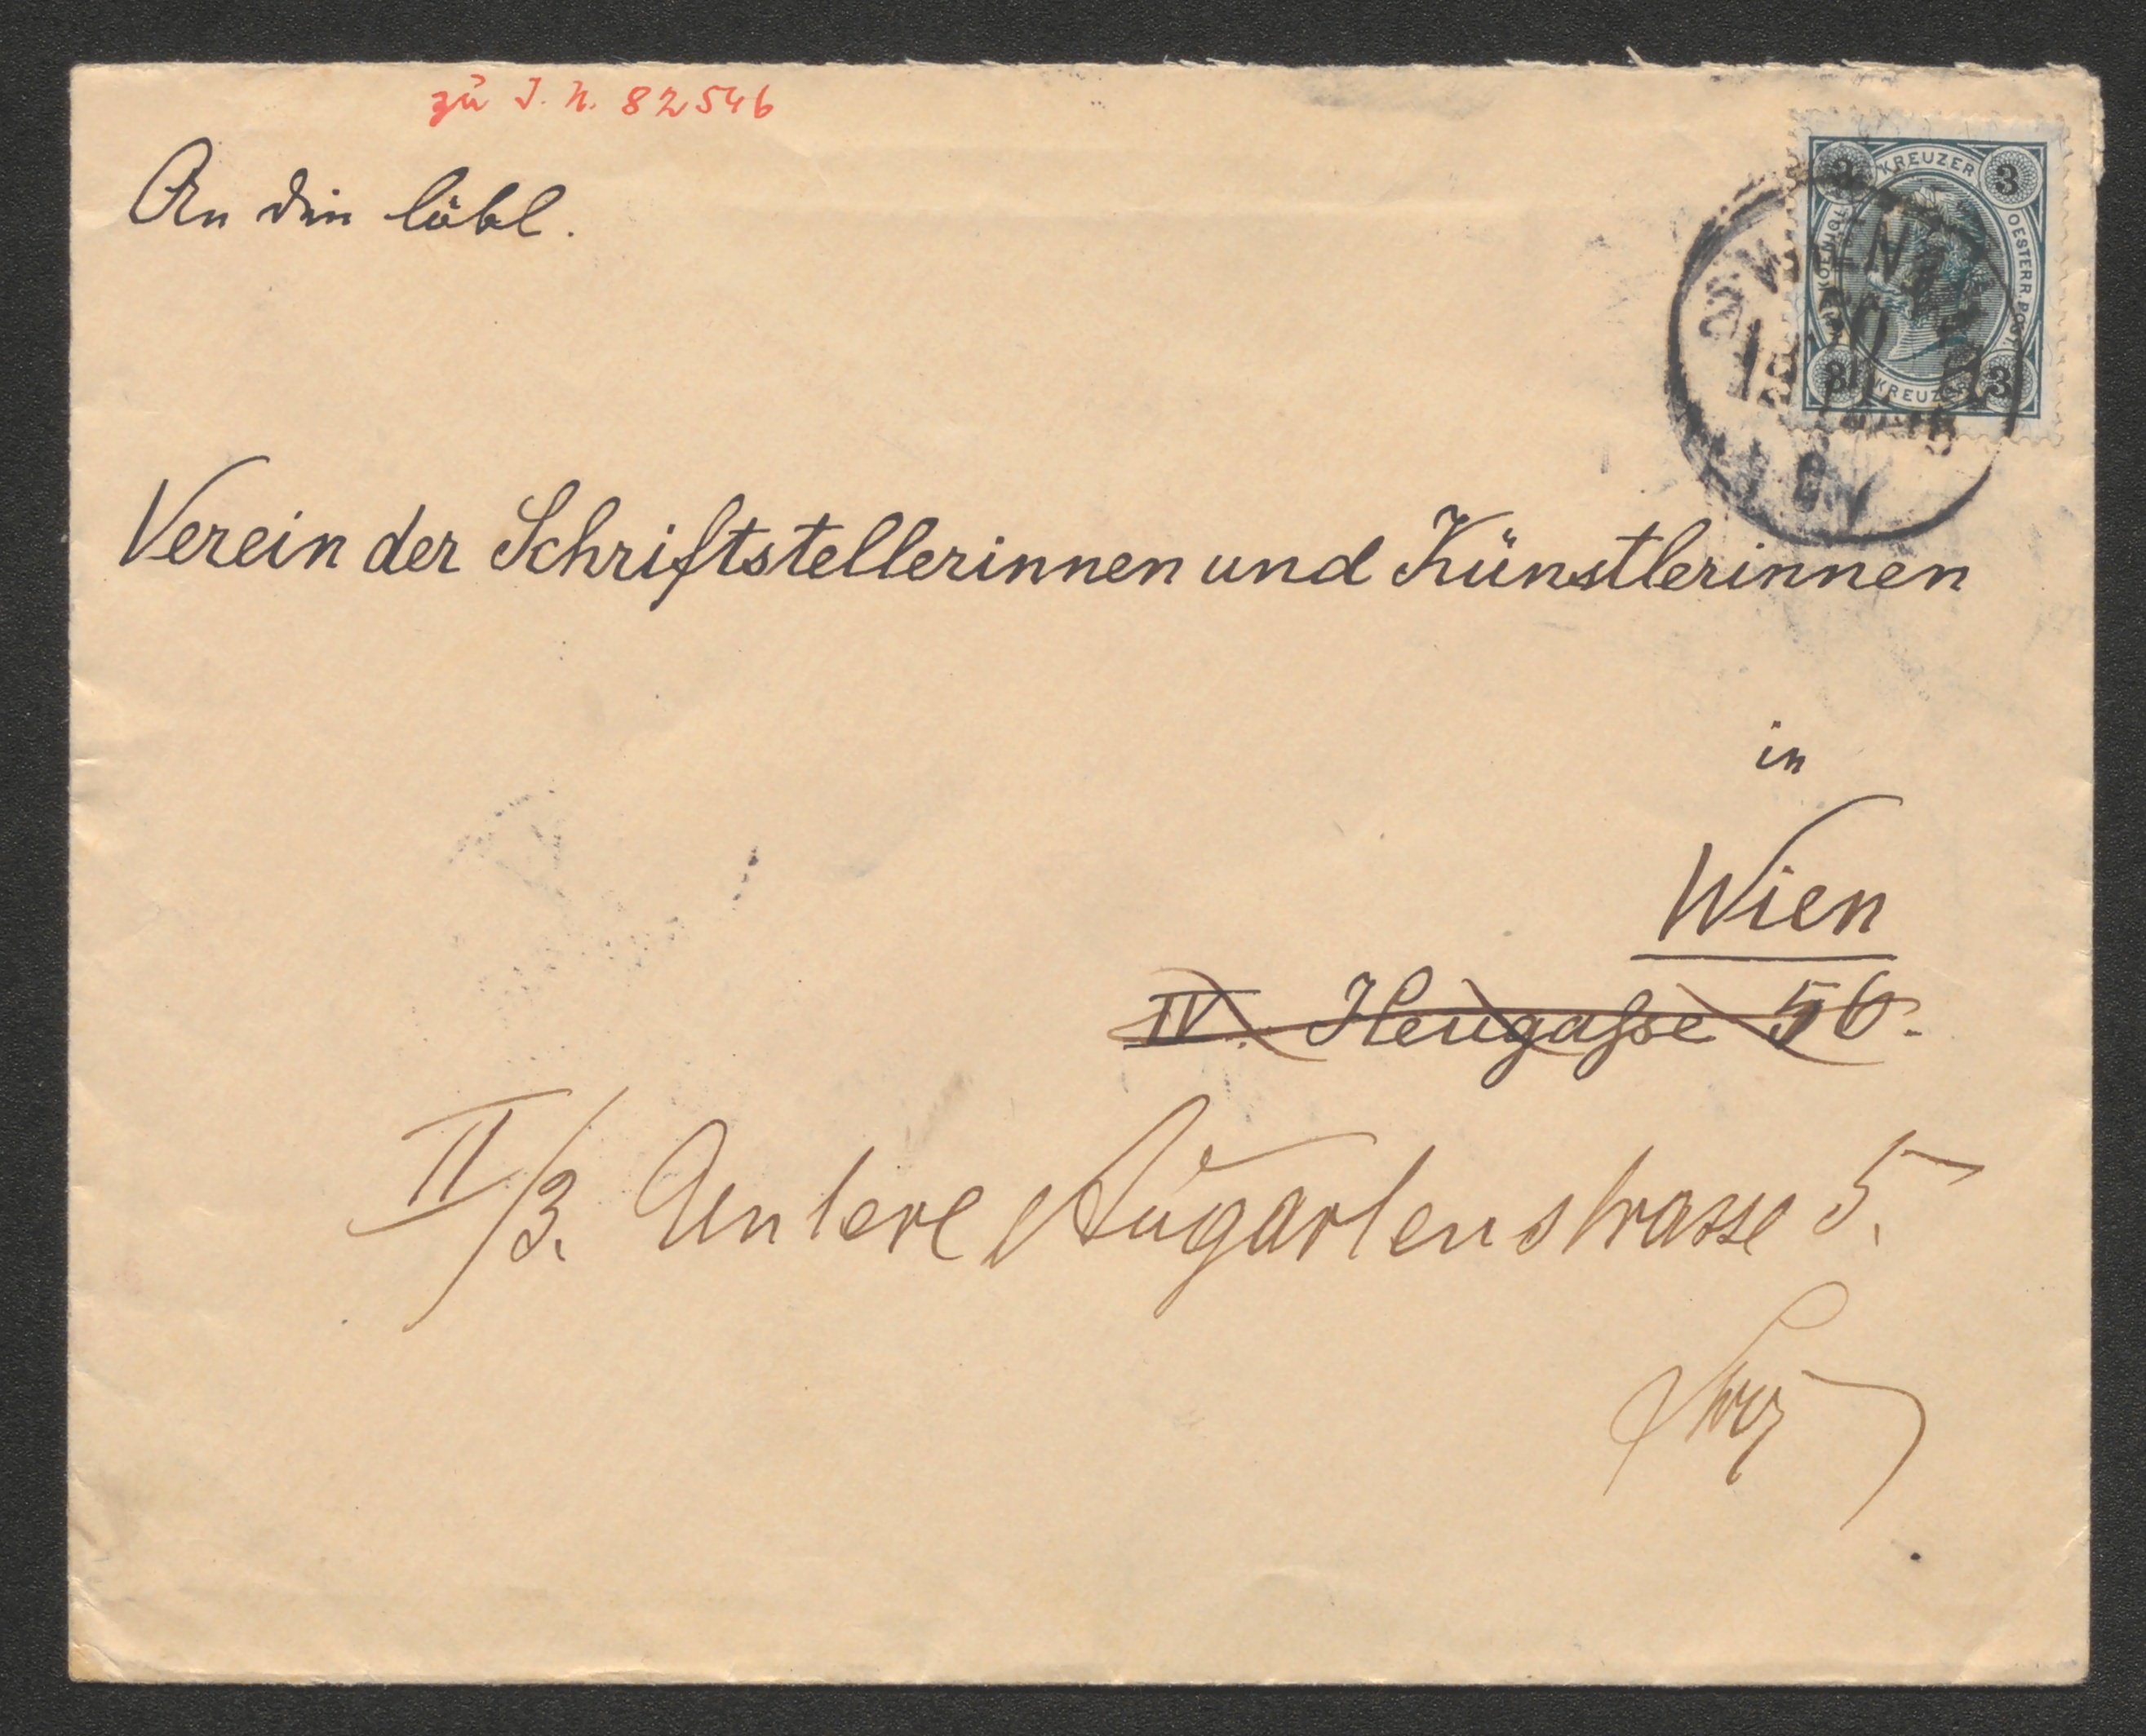 zu I. N. 82546
An den löbl.
KREUZER
3 3
OESTERR. POST.
KREUZER
3 3
WIEN
Verein der Schriftstellerinnen und Künstlerinnen
in
Wien
IV. Heugasse 56.
II/3. Untere Augartenstrasse 5.